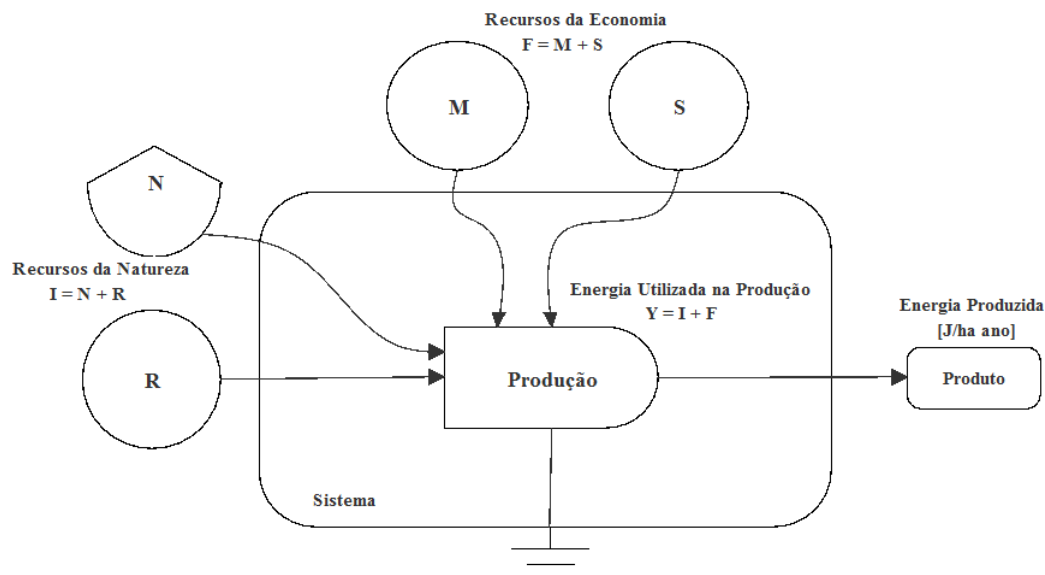 Recursos da Economia
F = M + S
M
S
N
Recursos da Natureza
I = N + R
R
Energia Utilizada na Produção
Y = I + F
Produção
Energia Produzida
[J/ha ano]
Produto
Sistema